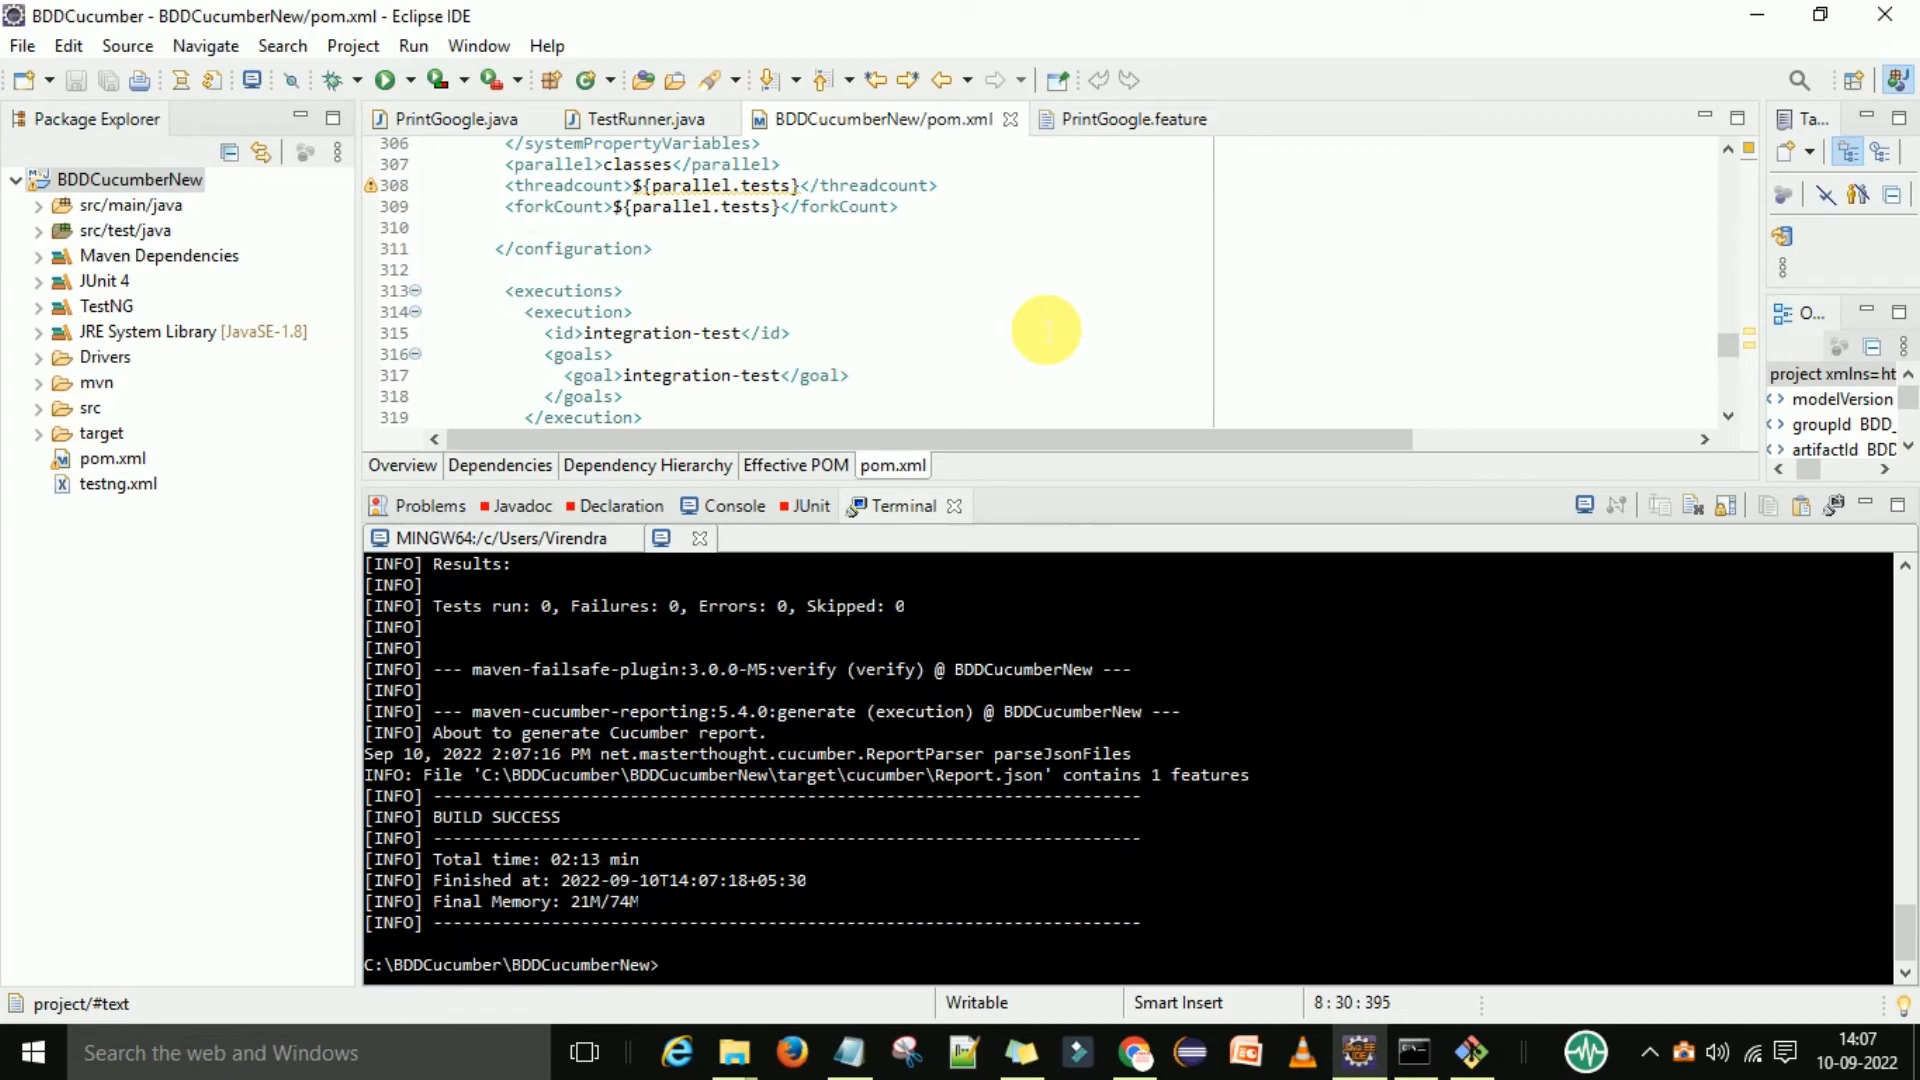 BDDCucumber - BDDCucumberNew/pom.xml - Eclipse IDE
File Edit Source Navigate Search Project Run Window Help
Package Explorer
BDDCucumberNew
src/main/java
src/test/java
Maven Dependencies
JUnit 4
TestNG
JRE System Library [JavaSE-1.8]
Drivers
mvn
src
target
pom.xml
testng.xml
PrintGoogle.java TestRunner.java BDDCucumberNew/pom.xml PrintGoogle.feature
306 </systemPropertyVariables>
307 <parallel>classes</parallel>
308 <threadcount>${parallel.tests}</threadcount>
309 <forkCount>${parallel.tests}</forkCount>
310
311 </configuration>
312
313 <executions>
314 <execution>
315 <id>integration-test</id>
316 <goals>
317 <goal>integration-test</goal>
318 </goals>
319 </execution>
Overview Dependencies Dependency Hierarchy Effective POM pom.xml
Ta...
O...
project xmlns=ht
modelVersion
groupId BDD_
artifactId BDD
Problems Javadoc Declaration Console JUnit Terminal
MINGW64:/c/Users/Virendra
[INFO] Results:
[INFO]
[INFO] Tests run: 0, Failures: 0, Errors: 0, Skipped: 0
[INFO]
[INFO]
[INFO] --- maven-failsafe-plugin:3.0.0-M5:verify (verify) @ BDDCucumberNew ---
[INFO]
[INFO] --- maven-cucumber-reporting:5.4.0:generate (execution) @ BDDCucumberNew ---
[INFO] About to generate Cucumber report.
Sep 10, 2022 2:07:16 PM net.masterthought.cucumber.ReportParser parseJsonFiles
INFO: File 'C:\BDDCucumber\BDDCucumberNew\target\cucumber\Report.json' contains 1 features
[INFO] ------------------------------------------------------------------------
[INFO] BUILD SUCCESS
[INFO] ------------------------------------------------------------------------
[INFO] Total time: 02:13 min
[INFO] Finished at: 2022-09-10T14:07:18+05:30
[INFO] Final Memory: 21M/74M
[INFO] ------------------------------------------------------------------------
C:\BDDCucumber\BDDCucumberNew>
project/#text Writable Smart Insert 8 : 30 : 395
Search the web and Windows
14:07
10-09-2022